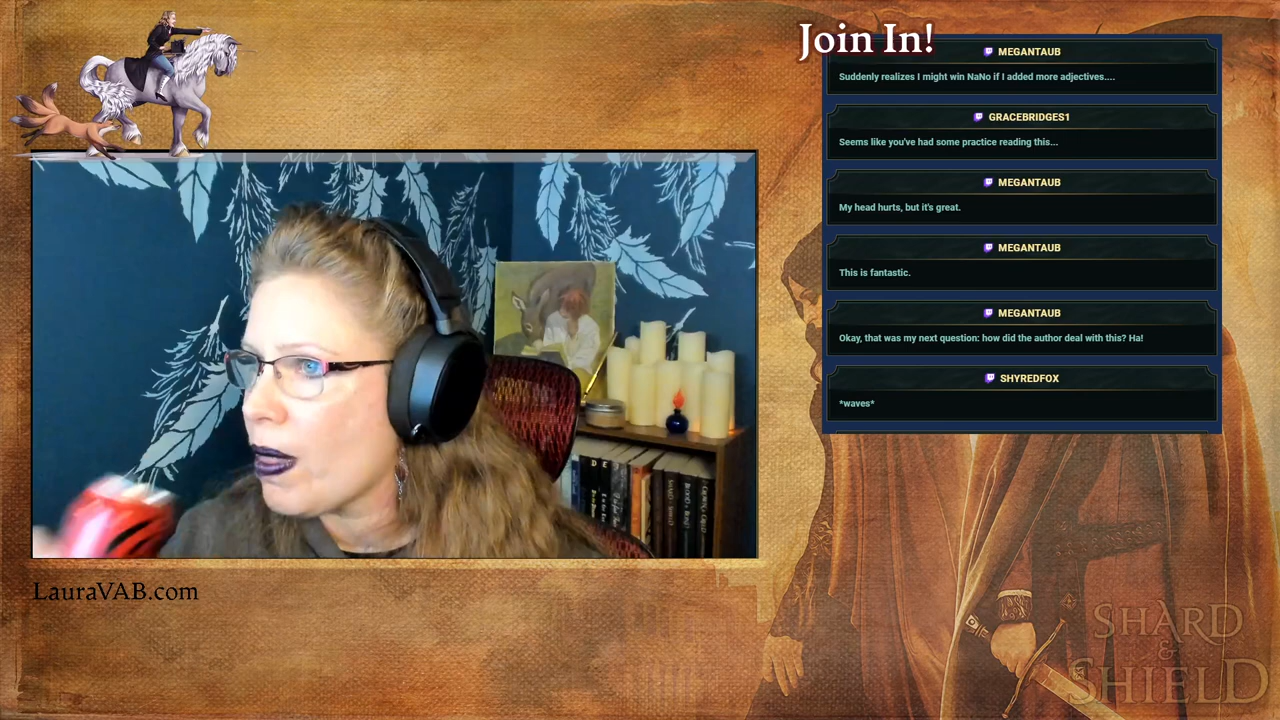 Join In!
MEGANTAUB
Suddenly realizes I might win NaNo if I added more adjectives....
GRACEBRIDGES1
Seems like you've had some practice reading this...
MEGANTAUB
My head hurts, but it's great.
MEGANTAUB
This is fantastic.
MEGANTAUB
Okay, that was my next question: how did the author deal with this? Ha!
SHYREDFOX
*waves*
LauraVAB.com
SHARD
&
SHIELD